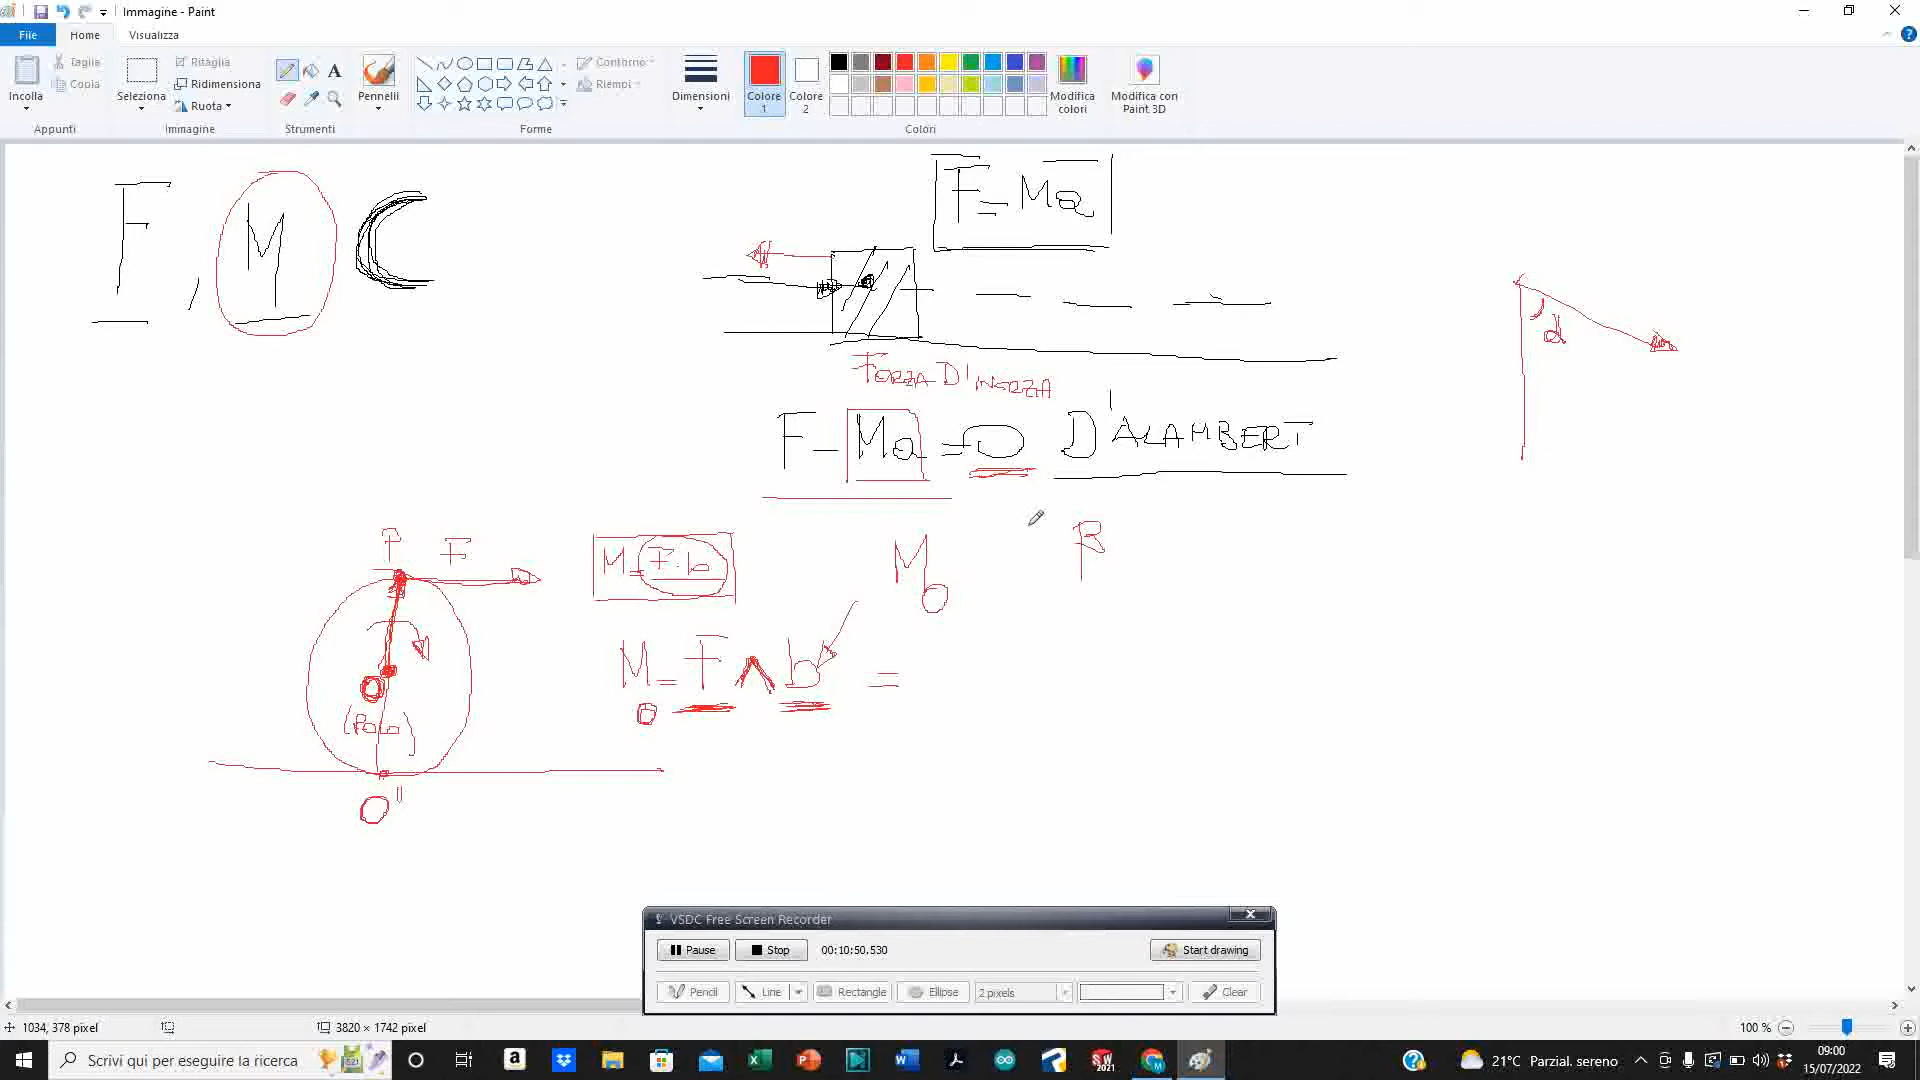 Immagine - Paint
File Home Visualizza
Incolla
Taglia
Copia
Appunti
Seleziona
Ritaglia
Ridimensiona
Ruota
Immagine
A
Strumenti
Pennelli
Contorno
Riempi
Forme
Dimensioni
Colore 1
Colore 2
Modifica colori
Modifica con Paint 3D
Colori
F, M C
F = Ma
α
FORZA D'INERZIA
F - Ma = 0 D'ALAMBERT
P F
M = F·b
M O
R
M O = F ∧ b =
O
(POLO)
O''
VSDC Free Screen Recorder
Pause Stop 00:10:50.530 Start drawing
Pencil Line Rectangle Ellipse 2 pixels Clear
1034, 378 pixel 3820 × 1742 pixel 100 %
Scrivi qui per eseguire la ricerca
21°C Parzial. sereno
09:00
15/07/2022